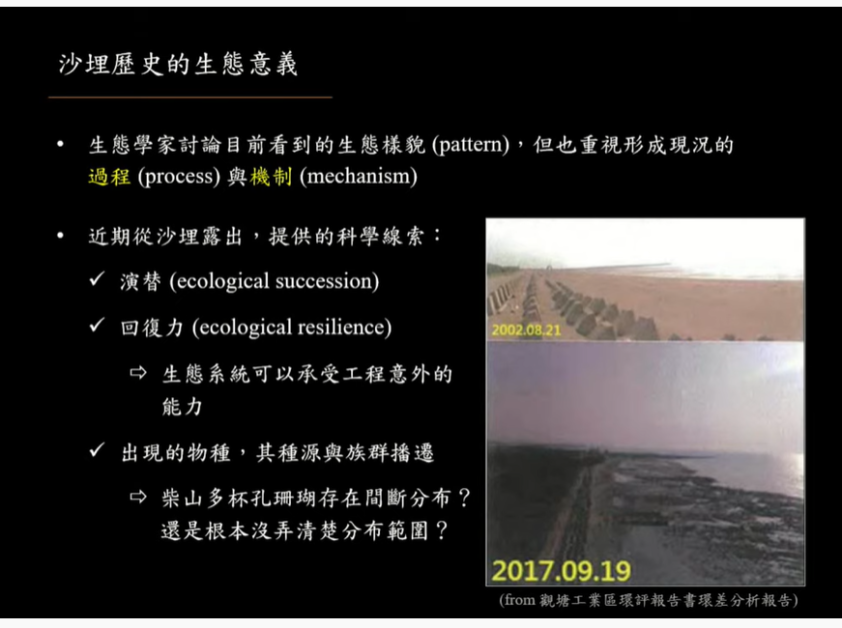 沙埋歷史的生態意義
• 生態學家討論目前看到的生態樣貌 (pattern)，但也重視形成現況的
過程 (process) 與機制 (mechanism)
• 近期從沙埋露出，提供的科學線索：
✓ 演替 (ecological succession)
✓ 回復力 (ecological resilience)
⇨ 生態系統可以承受工程意外的
能力
✓ 出現的物種，其種源與族群播遷
⇨ 柴山多杯孔珊瑚存在間斷分布？
還是根本沒弄清楚分布範圍？
2002.08.21
2017.09.19
(from 觀塘工業區環評報告書環差分析報告)